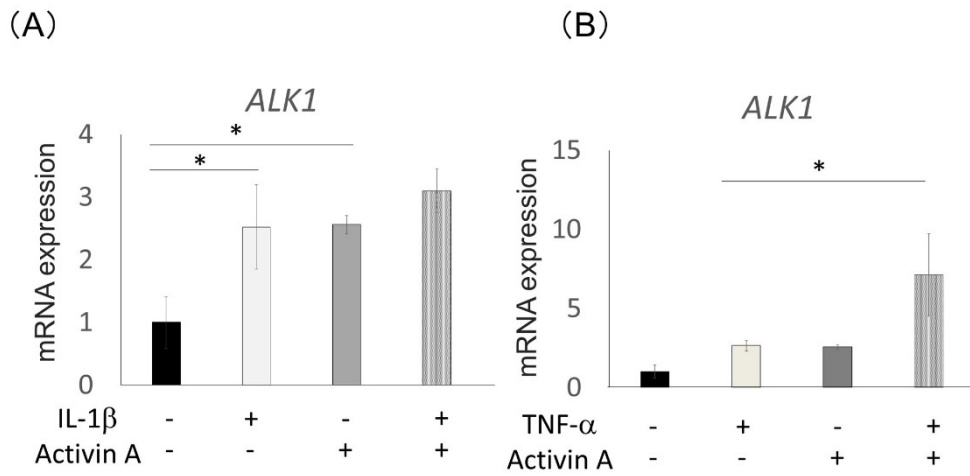 (A)
ALK1
mRNA expression
4
3
2
1
0
*
*
IL-1β - + - +
Activin A - - + +
(B)
ALK1
mRNA expression
15
10
5
0
*
TNF-α - + - +
Activin A - - + +